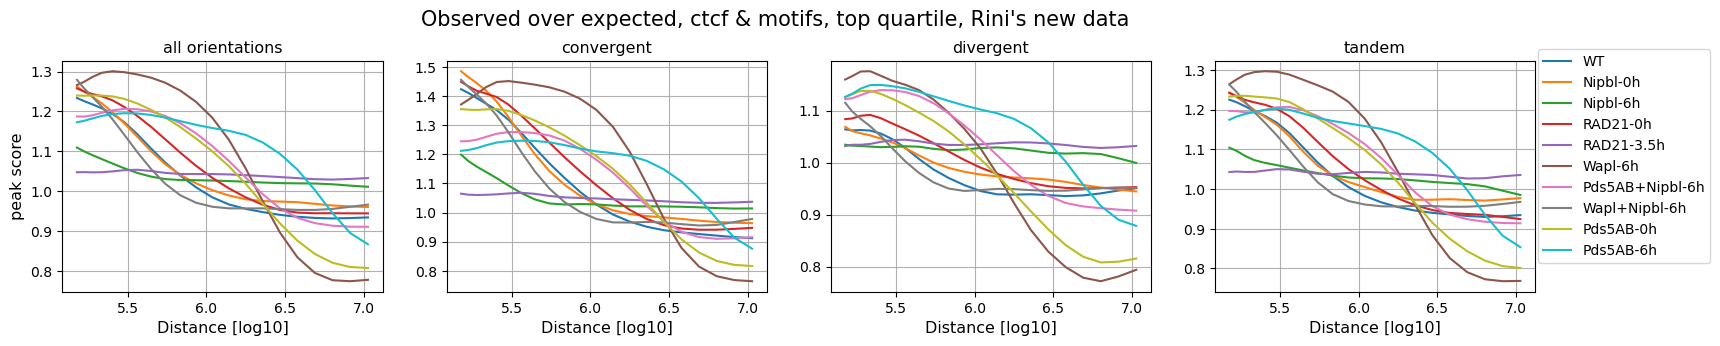 Observed over expected, ctcf & motifs, top quartile, Rini's new data
all orientations
convergent
divergent
tandem
peak score
1.3
1.2
1.1
1.0
0.9
0.8
5.5 6.0 6.5 7.0
Distance [log10]
1.5
1.4
1.3
1.2
1.1
1.0
0.9
0.8
5.5 6.0 6.5 7.0
Distance [log10]
1.1
1.0
0.9
0.8
5.5 6.0 6.5 7.0
Distance [log10]
1.3
1.2
1.1
1.0
0.9
0.8
5.5 6.0 6.5 7.0
Distance [log10]
WT
Nipbl-0h
Nipbl-6h
RAD21-0h
RAD21-3.5h
Wapl-6h
Pds5AB+Nipbl-6h
Wapl+Nipbl-6h
Pds5AB-0h
Pds5AB-6h